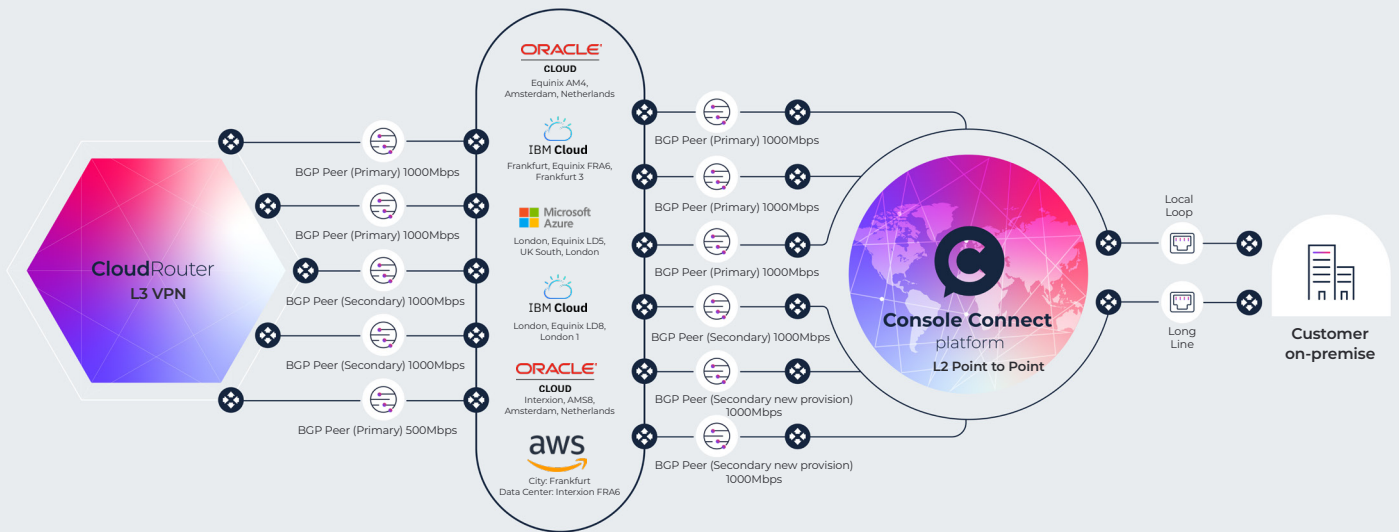 CloudRouter
L3 VPN
BGP Peer (Primary) 1000Mbps
BGP Peer (Primary) 1000Mbps
BGP Peer (Secondary) 1000Mbps
BGP Peer (Secondary) 1000Mbps
BGP Peer (Primary) 500Mbps
ORACLE
CLOUD
Equinix AM4,
Amsterdam, Netherlands
IBM Cloud
Frankfurt, Equinix FRA6,
Frankfurt 3
Microsoft
Azure
London, Equinix LD5,
UK South, London
IBM Cloud
London, Equinix LD8,
London 1
ORACLE
CLOUD
Interxion, AMS8,
Amsterdam, Netherlands
aws
City: Frankfurt
Data Center: Interxion FRA6
BGP Peer (Primary) 1000Mbps
BGP Peer (Primary) 1000Mbps
BGP Peer (Primary) 1000Mbps
BGP Peer (Secondary) 1000Mbps
BGP Peer (Secondary new provision)
1000Mbps
BGP Peer (Secondary new provision)
1000Mbps
Console Connect
platform
L2 Point to Point
Local
Loop
Long
Line
Customer
on-premise